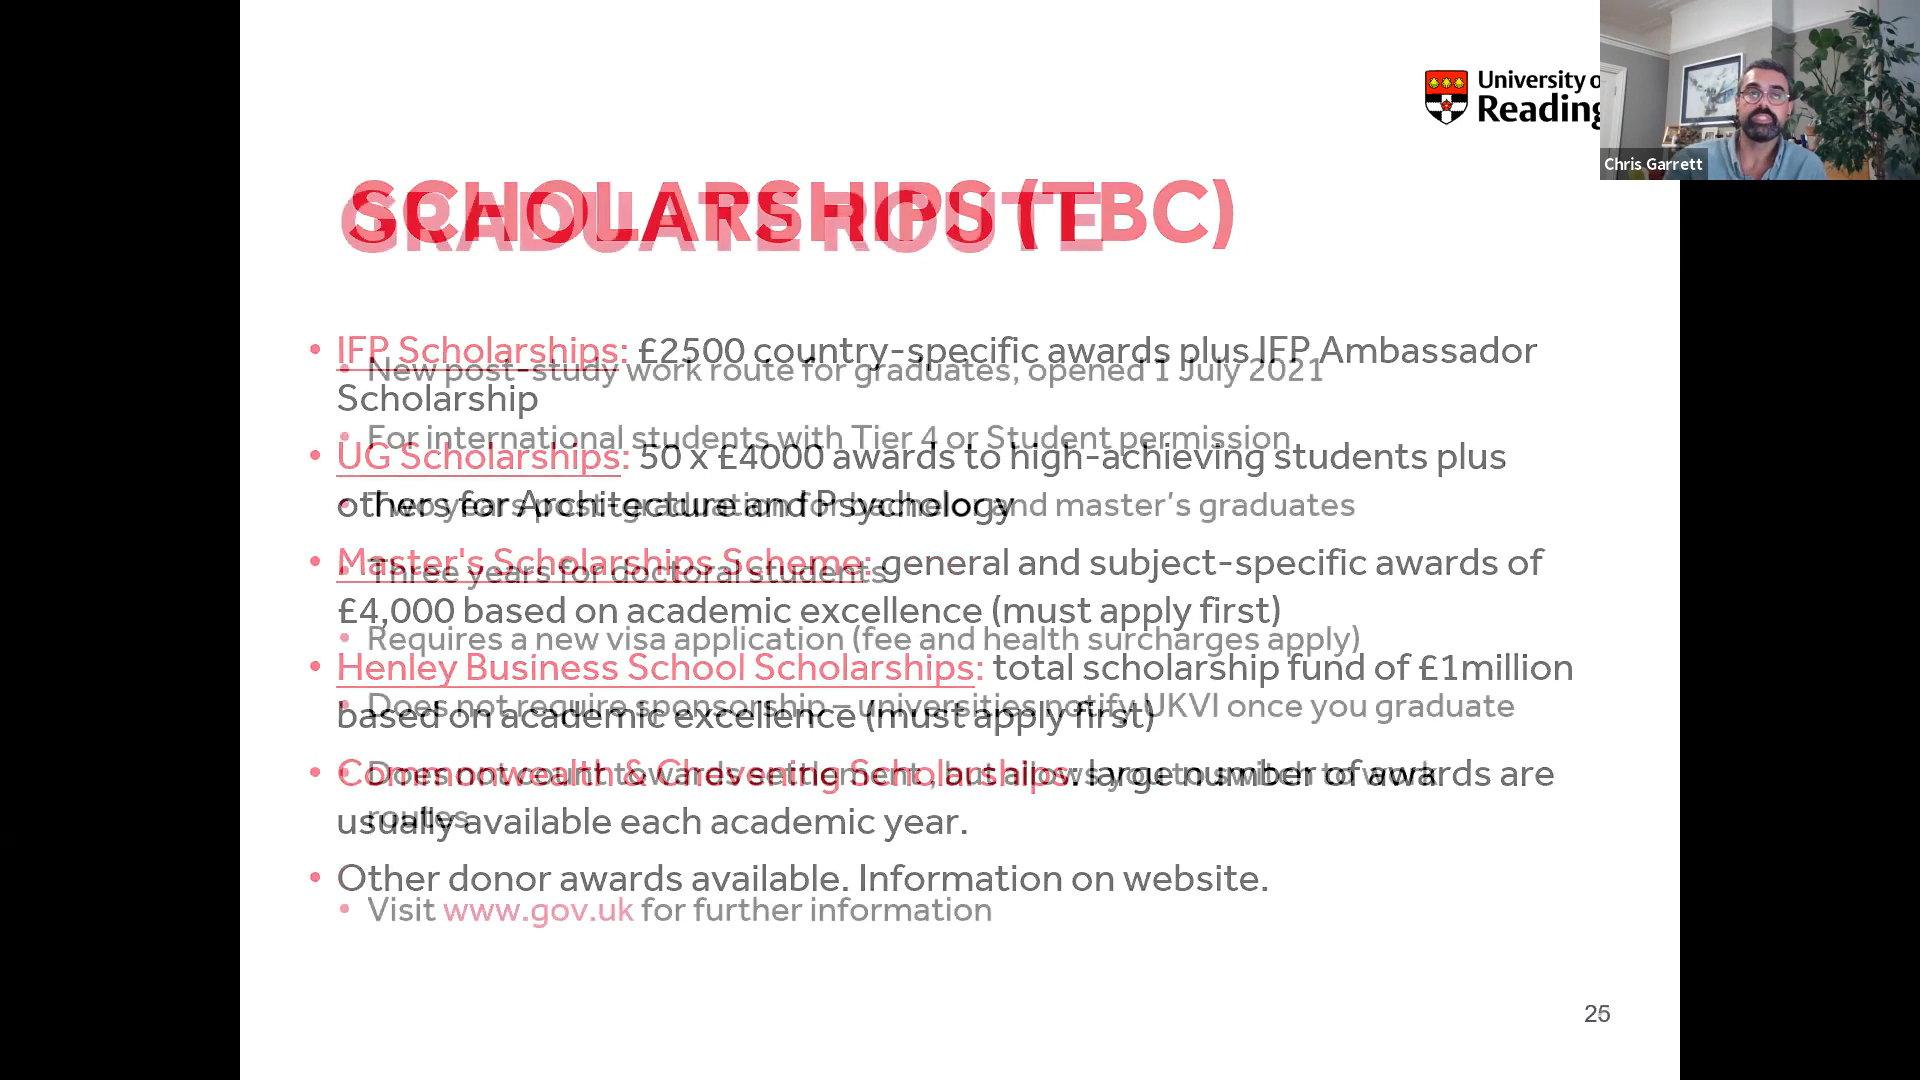 University o
Reading
Chris Garrett
SCHOLARSHIPS (TBC)
GRADUATE ROUTE
• IFP Scholarships: £2500 country-specific awards plus IFP Ambassador
Scholarship
• UG Scholarships: 50 x £4000 awards to high-achieving students plus
others for Architecture and Psychology
• Master's Scholarships Scheme: general and subject-specific awards of
£4,000 based on academic excellence (must apply first)
• Henley Business School Scholarships: total scholarship fund of £1million
based on academic excellence (must apply first)
• Commonwealth & Chevening Scholarships: large number of awards are
usually available each academic year.
• Other donor awards available. Information on website.
• New post-study work route for graduates, opened 1 July 2021
• For international students with Tier 4 or Student permission
• Two years post-graduation for bachelor and master’s graduates
• Three years for doctoral students
• Requires a new visa application (fee and health surcharges apply)
• Does not require sponsorship – universities notify UKVI once you graduate
• Does not count towards settlement, but allows you to switch to work
routes
• Visit www.gov.uk for further information
25